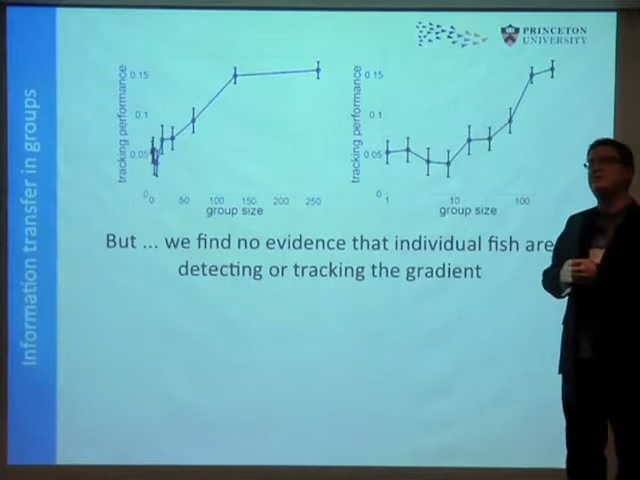 PRINCETON
UNIVERSITY
Information transfer in groups
tracking performance
0.15
0.1
0.05
0
0 50 100 150 200 250
group size
tracking performance
0.15
0.1
0.05
0
1 10 100
group size
But ... we find no evidence that individual fish are
detecting or tracking the gradient